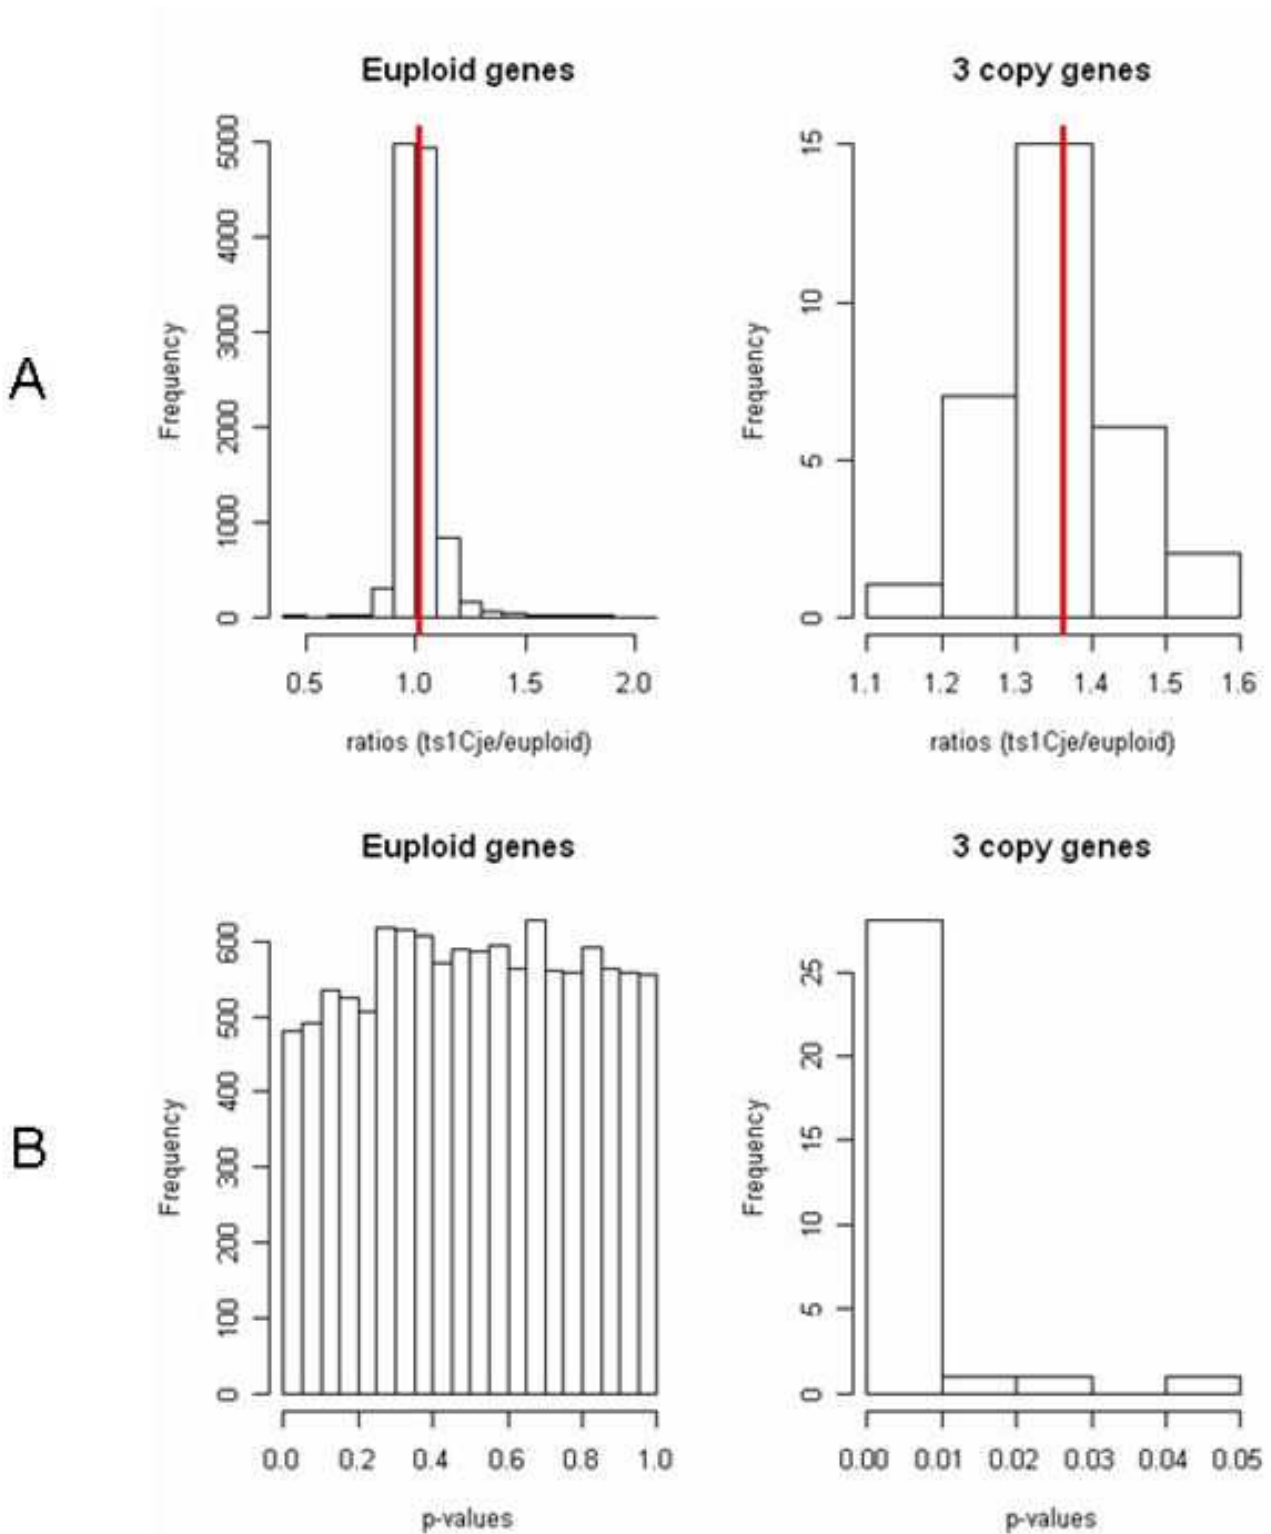 Euploid genes
3 copy genes
A
Frequency
0
1000
2000
3000
4000
5000
0.5 1.0 1.5 2.0
ratios (ts1Cje/euploid)
Frequency
0
5
10
15
1.1 1.2 1.3 1.4 1.5 1.6
ratios (ts1Cje/euploid)
Euploid genes
3 copy genes
B
Frequency
0
100
200
300
400
500
600
0.0 0.2 0.4 0.6 0.8 1.0
p-values
Frequency
0
5
10
15
20
25
0.00 0.01 0.02 0.03 0.04 0.05
p-values